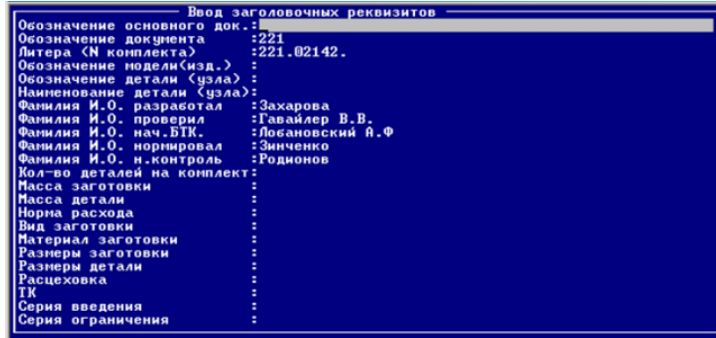 Ввод заголовочных реквизитов
Обозначение основного док.:
Обозначение документа :221
Литера (N комплекта) :221.02142.
Обозначение модели(изд.) :
Обозначение детали (узла) :
Наименование детали (узла):
Фамилия И.О. разработал :Захарова
Фамилия И.О. проверил :Гавайлер В.В.
Фамилия И.О. нач.БТК. :Лобановский А.Ф
Фамилия И.О. нормировал :Зинченко
Фамилия И.О. н.контроль :Родионов
Кол-во деталей на комплект:
Масса заготовки :
Масса детали :
Норма расхода :
Вид заготовки :
Материал заготовки :
Размеры заготовки :
Размеры детали :
Расцеховка :
ТК :
Серия введения :
Серия ограничения :